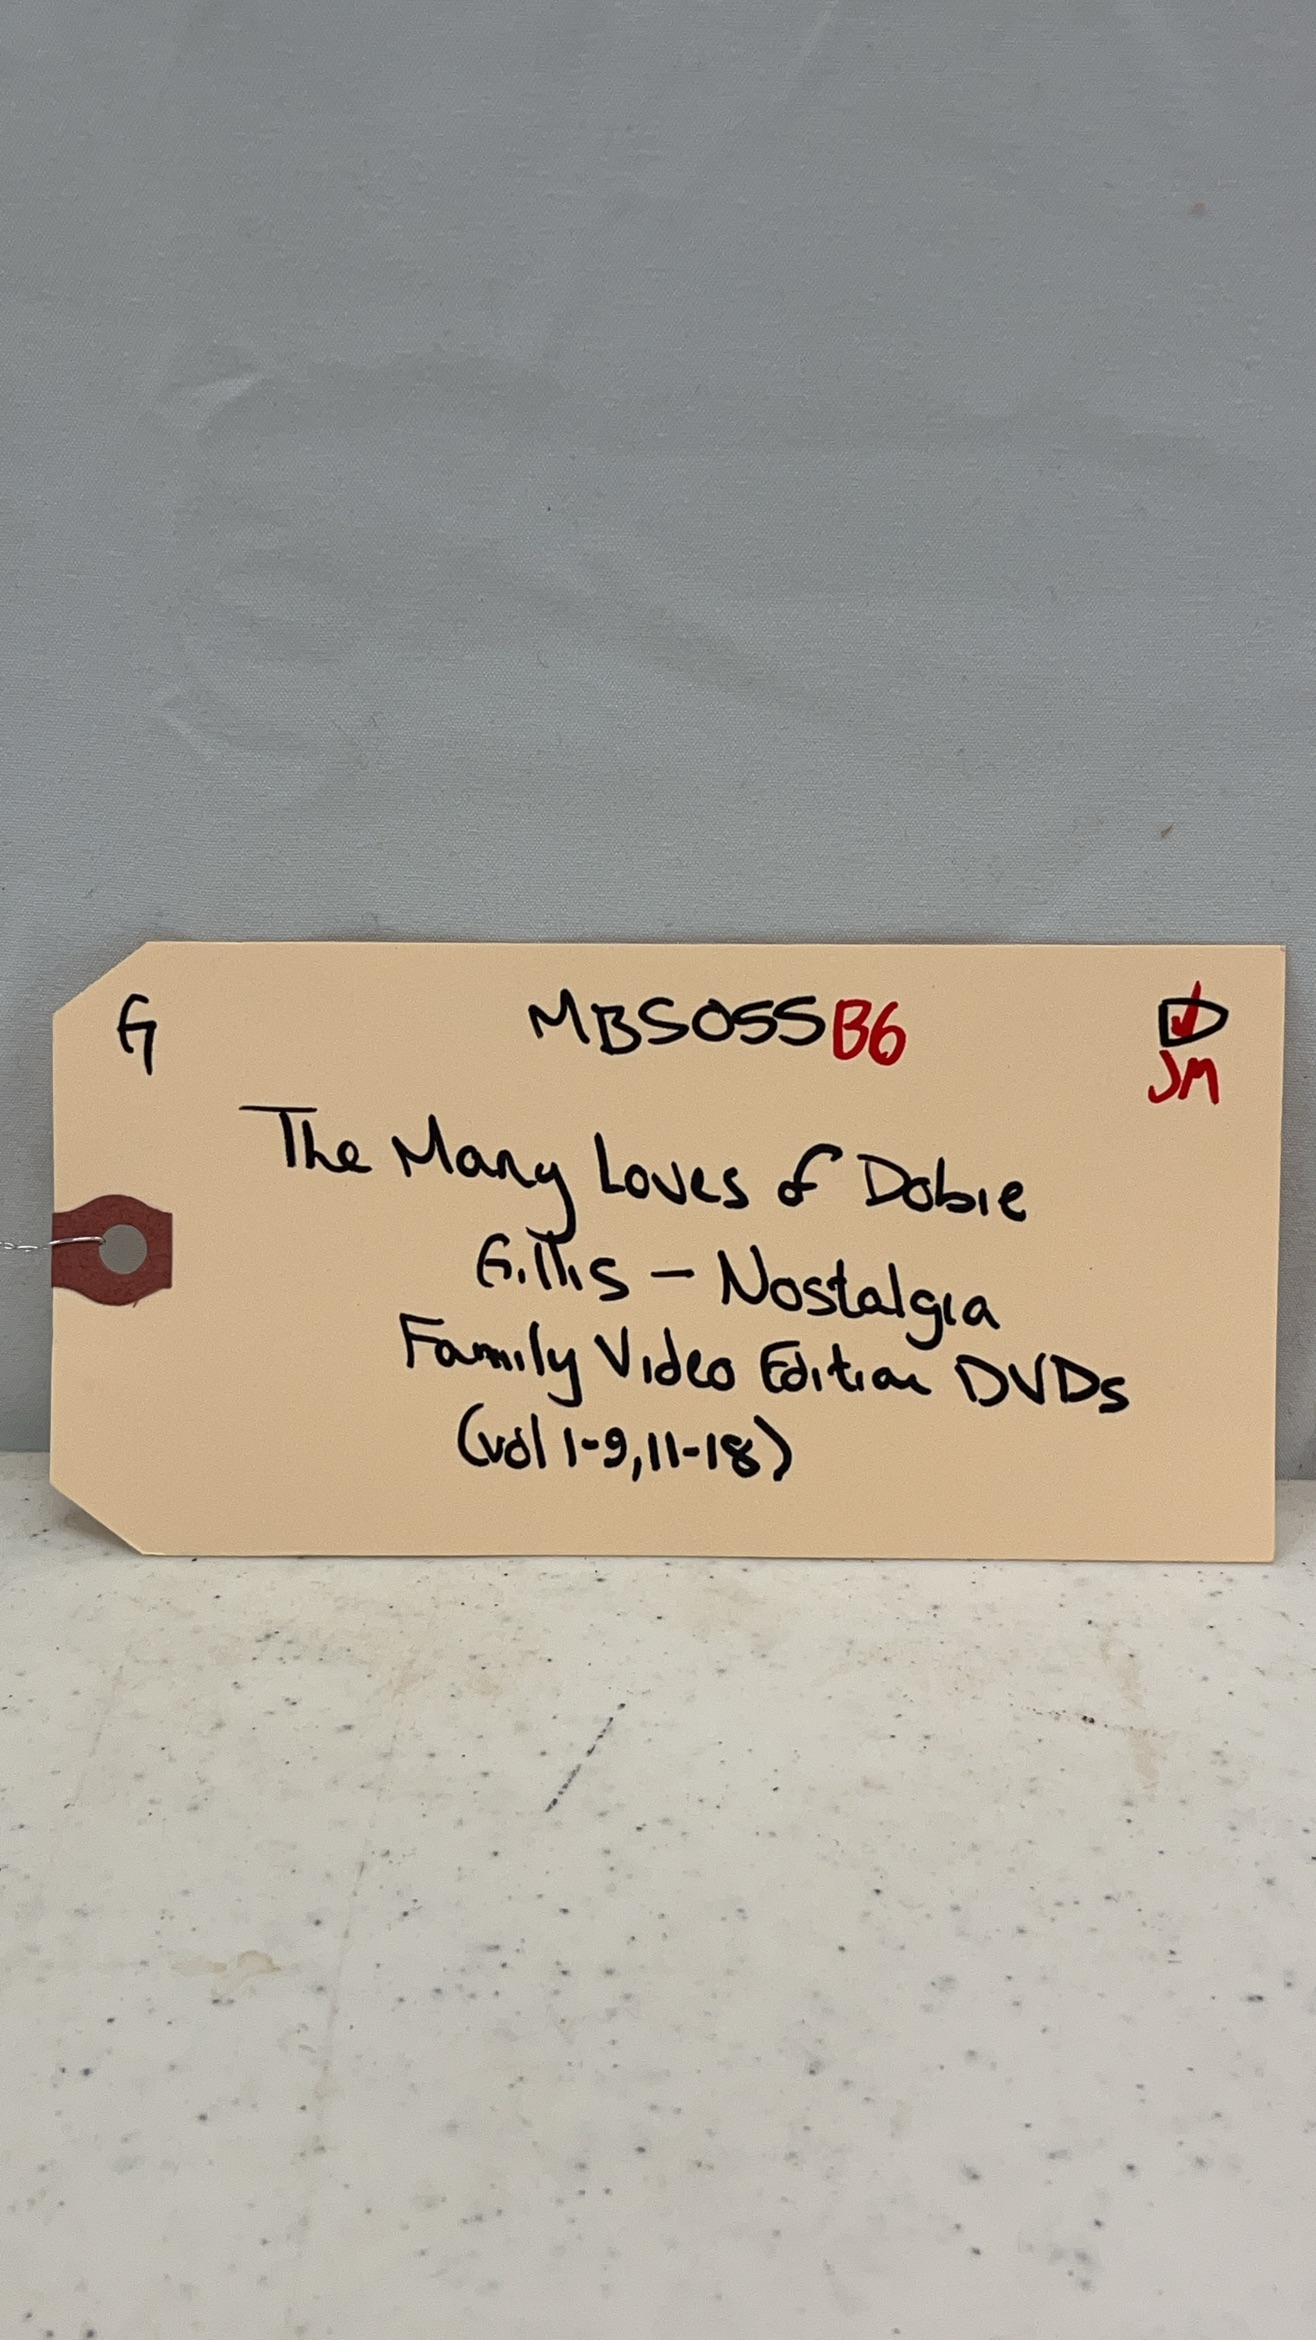 G MBS055B6 D
JM
The Many Loves of Dobie
Gillis - Nostalgia
Family Video Edition DVDs
(vol 1-9, 11-18)